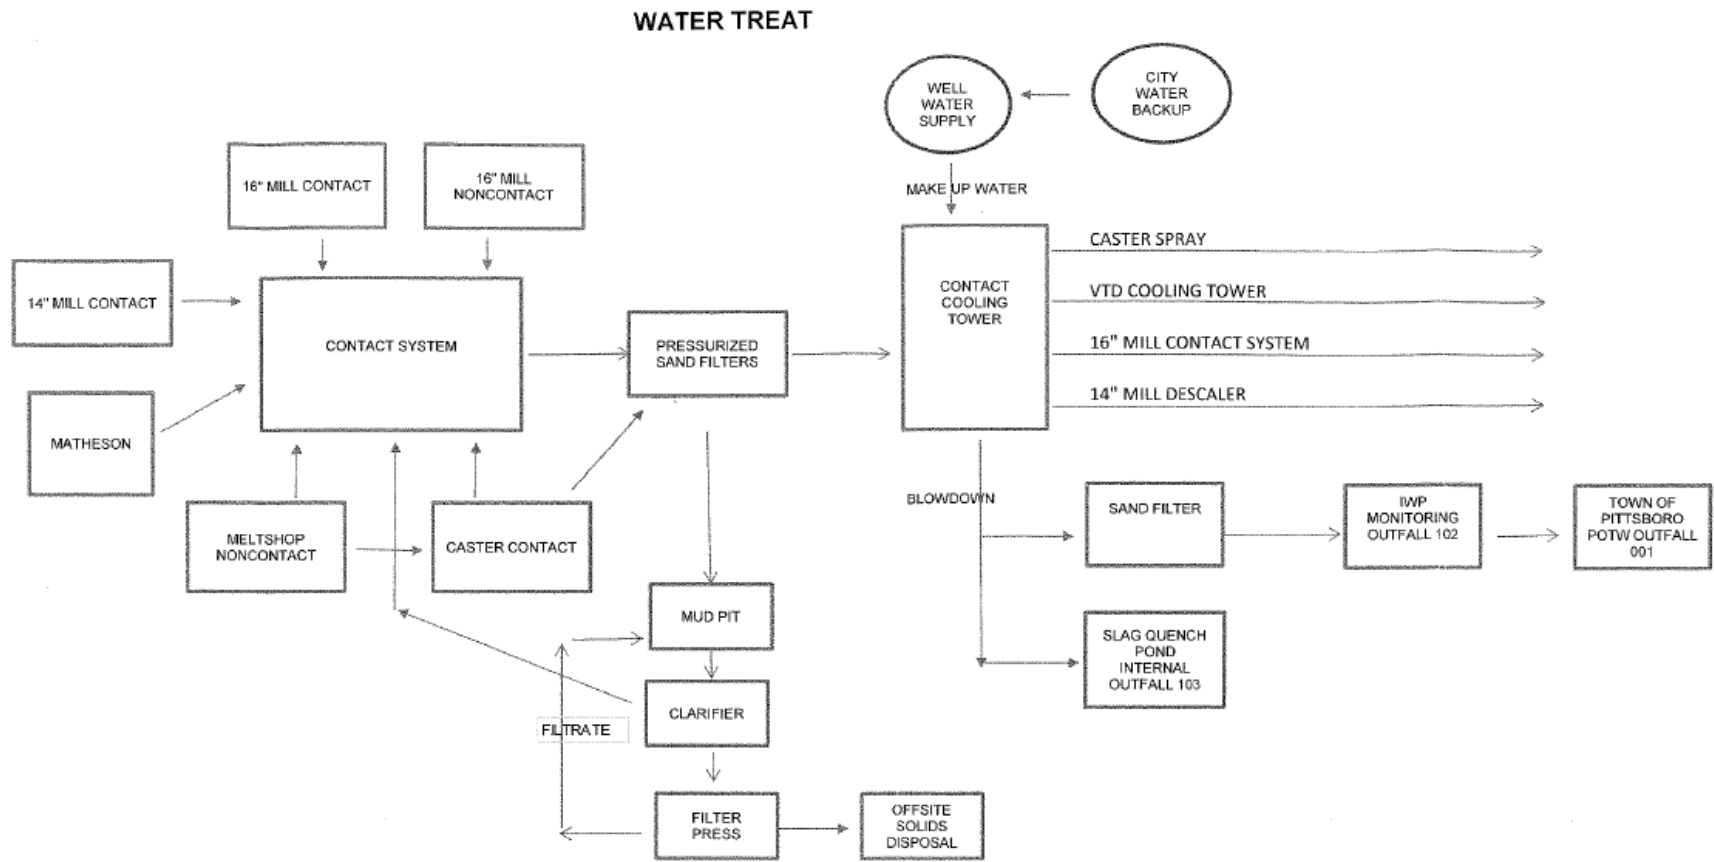 WATER TREAT
WELL
WATER
SUPPLY
CITY
WATER
BACKUP
MAKE UP WATER
16" MILL CONTACT
16" MILL
NONCONTACT
14" MILL CONTACT
MATHESON
CONTACT SYSTEM
PRESSURIZED
SAND FILTERS
CONTACT
COOLING
TOWER
CASTER SPRAY
VTD COOLING TOWER
16" MILL CONTACT SYSTEM
14" MILL DESCALER
MELTSHOP
NONCONTACT
CASTER CONTACT
BLOWDOWN
SAND FILTER
IWP
MONITORING
OUTFALL 102
TOWN OF
PITTSBORO
POTW OUTFALL
001
MUD PIT
SLAG QUENCH
POND
INTERNAL
OUTFALL 103
CLARIFIER
FILTRATE
FILTER
PRESS
OFFSITE
SOLIDS
DISPOSAL